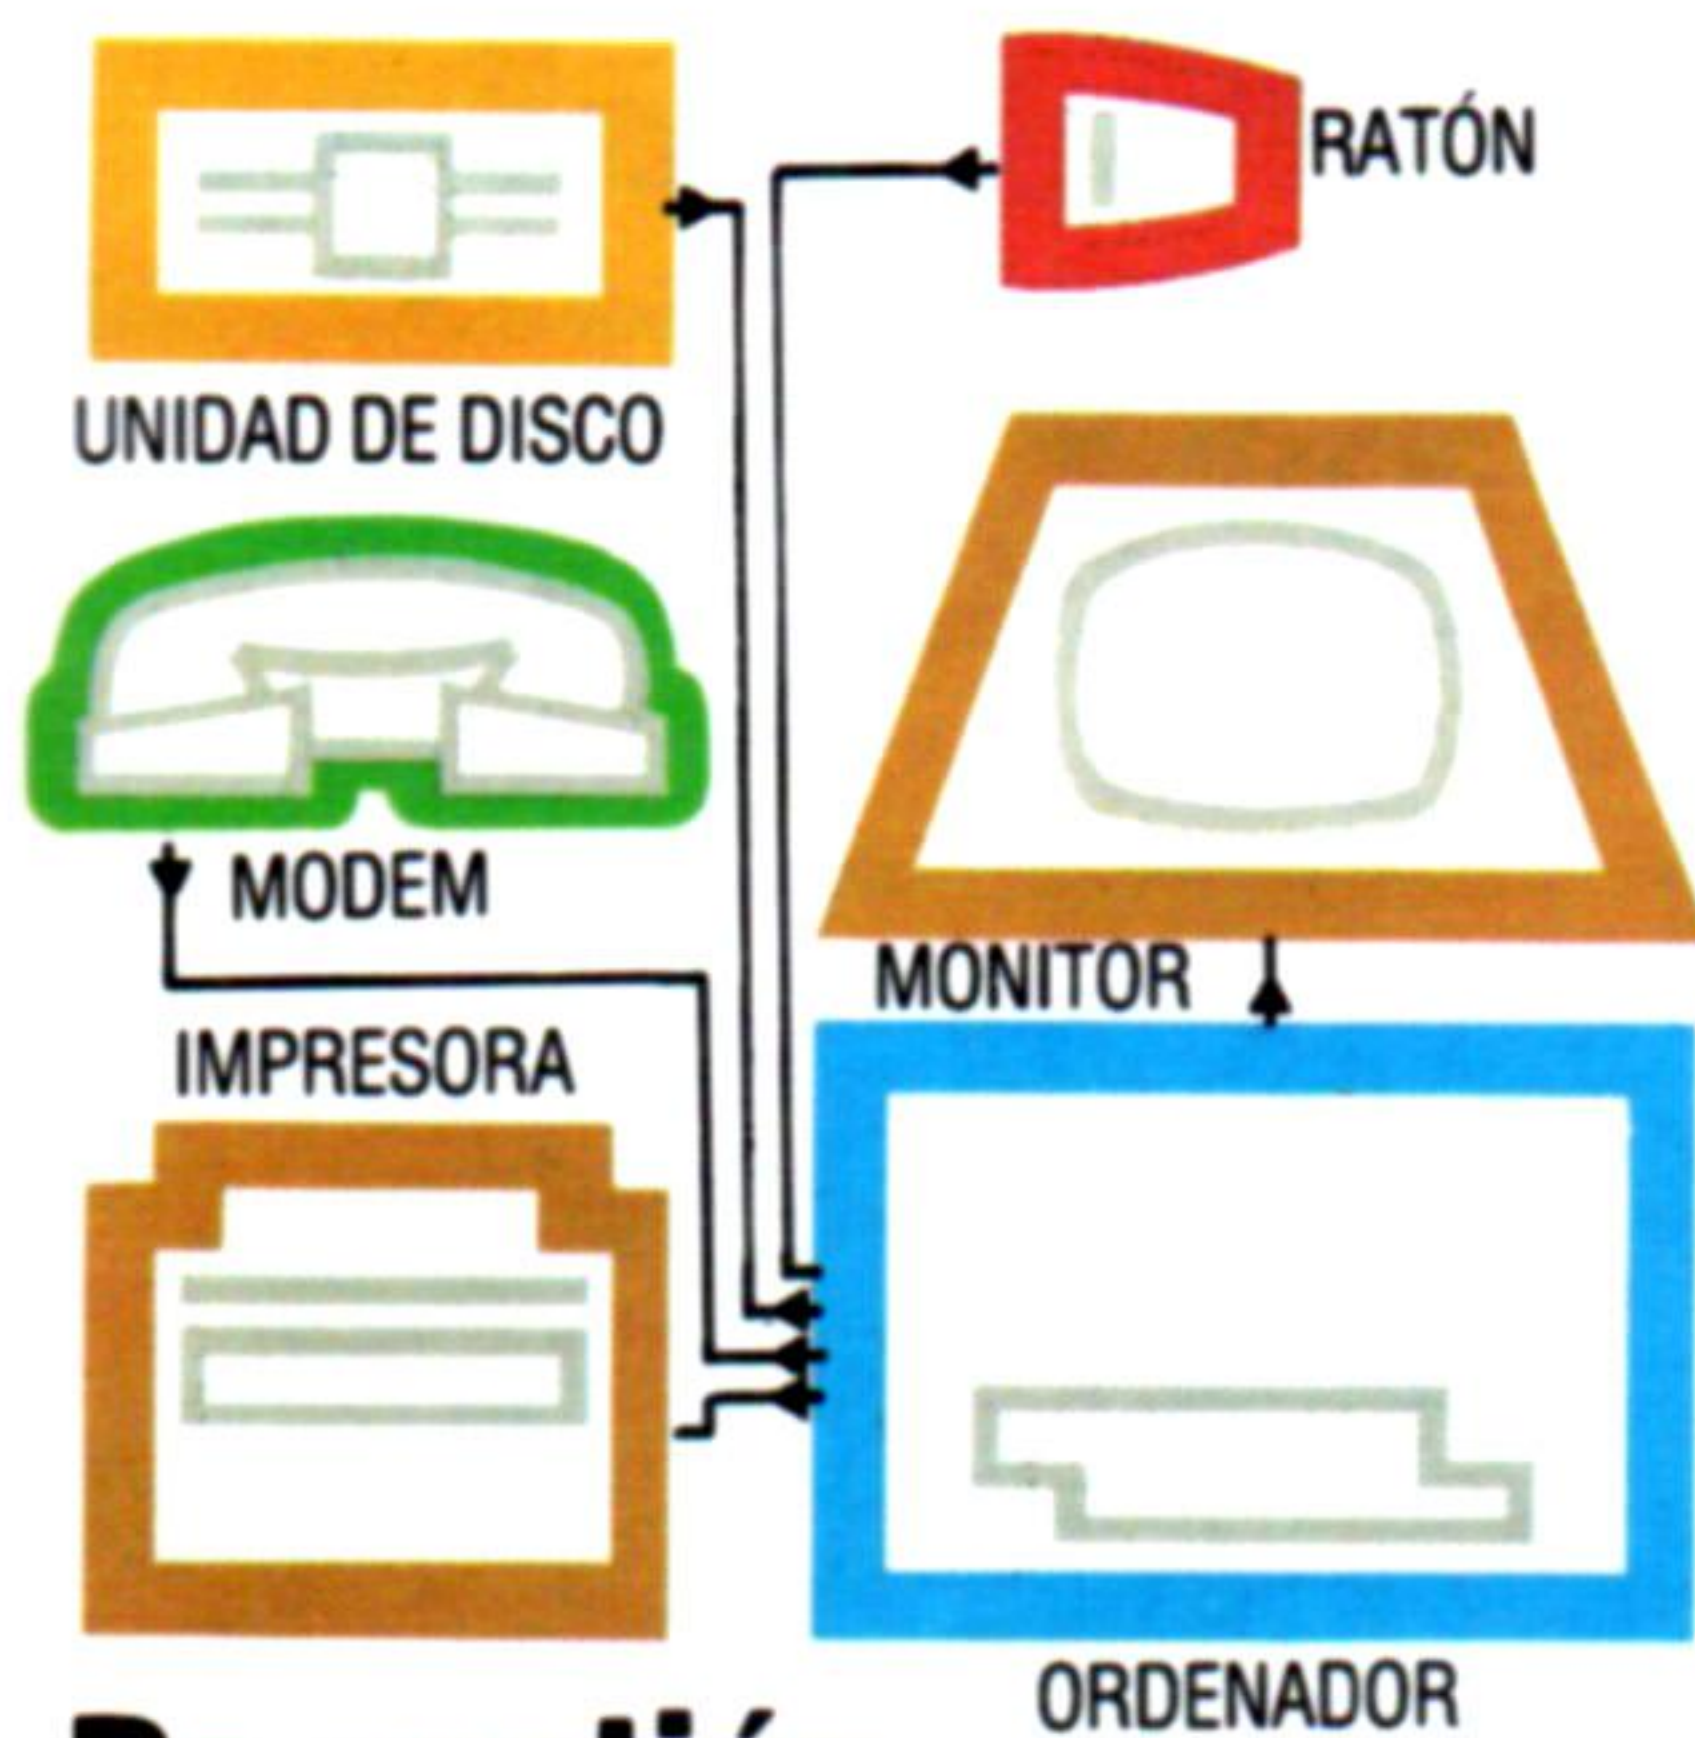 RATÓN
UNIDAD DE DISCO
MODEM
MONITOR
IMPRESORA
ORDENADOR